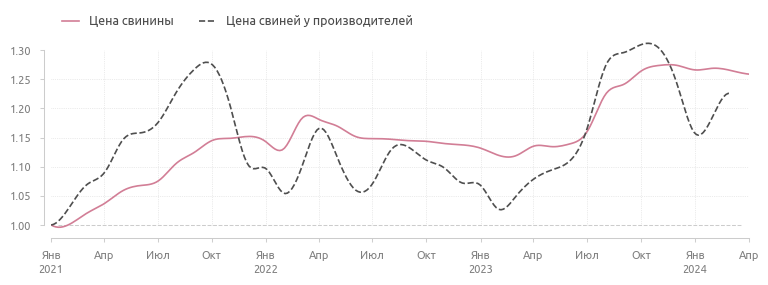 Цена свинины
Цена свиней у производителей
1.30
1.25
1.20
1.15
1.10
1.05
1.00
Янв Апр Июл Окт Янв Апр Июл Окт Янв Апр Июл Окт Янв Апр
2021 2022 2023 2024